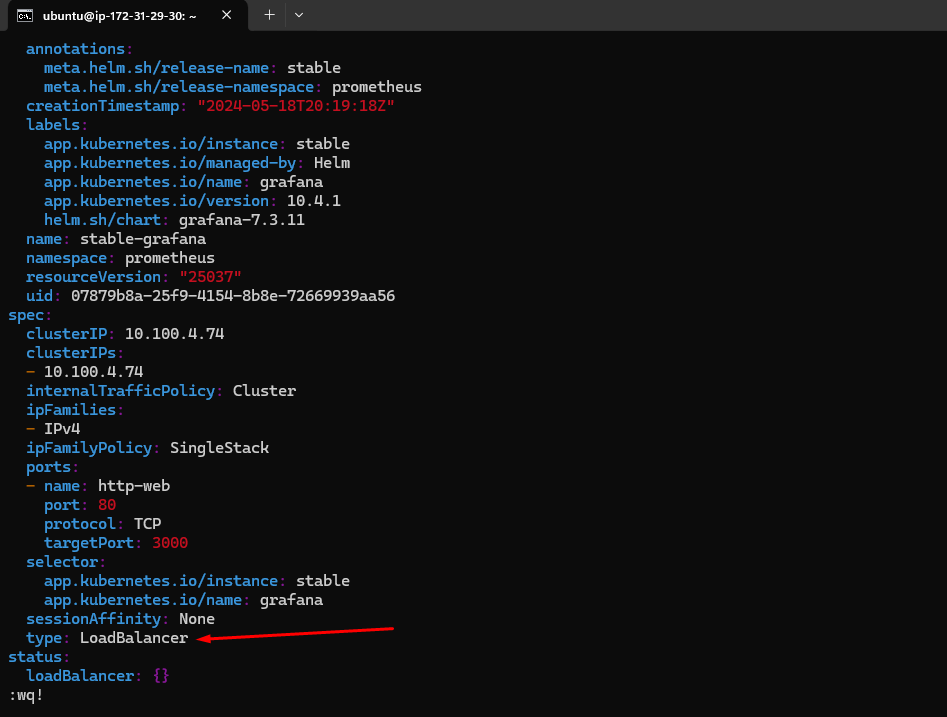 ubuntu@ip-172-31-29-30: ~
  annotations:
    meta.helm.sh/release-name: stable
    meta.helm.sh/release-namespace: prometheus
  creationTimestamp: "2024-05-18T20:19:18Z"
  labels:
    app.kubernetes.io/instance: stable
    app.kubernetes.io/managed-by: Helm
    app.kubernetes.io/name: grafana
    app.kubernetes.io/version: 10.4.1
    helm.sh/chart: grafana-7.3.11
  name: stable-grafana
  namespace: prometheus
  resourceVersion: "25037"
  uid: 07879b8a-25f9-4154-8b8e-72669939aa56
spec:
  clusterIP: 10.100.4.74
  clusterIPs:
  - 10.100.4.74
  internalTrafficPolicy: Cluster
  ipFamilies:
  - IPv4
  ipFamilyPolicy: SingleStack
  ports:
  - name: http-web
    port: 80
    protocol: TCP
    targetPort: 3000
  selector:
    app.kubernetes.io/instance: stable
    app.kubernetes.io/name: grafana
  sessionAffinity: None
  type: LoadBalancer
status:
  loadBalancer: {}
:wq!